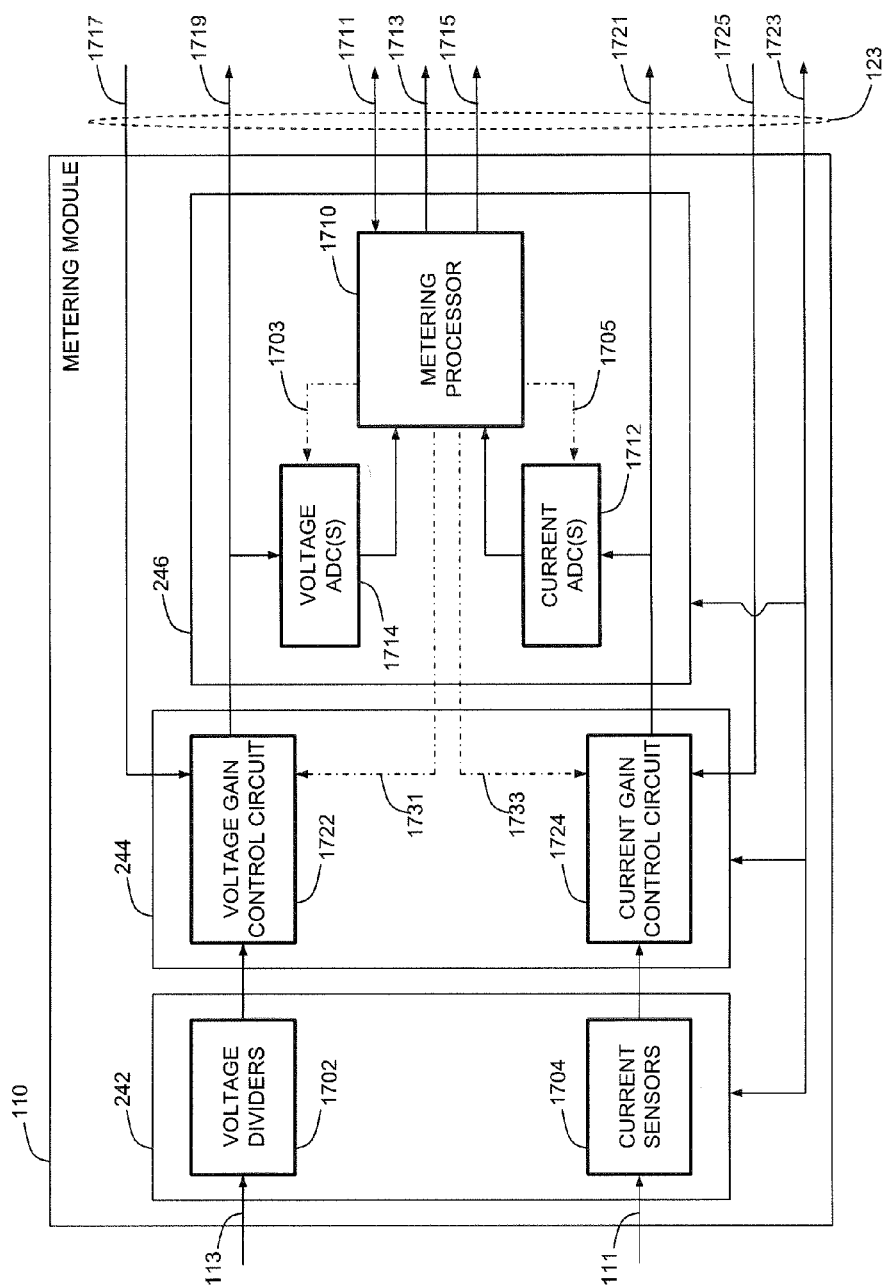 110
METERING MODULE
242
244
246
113
VOLTAGE
DIVIDERS
1702
VOLTAGE GAIN
CONTROL CIRCUIT
1722
VOLTAGE
ADC(S)
1714
1703
METERING
PROCESSOR
1710
1731
1733
1705
111
CURRENT
SENSORS
1704
CURRENT GAIN
CONTROL CIRCUIT
1724
CURRENT
ADC(S)
1712
1717
1719
1711
1713
1715
1721
1725
1723
123